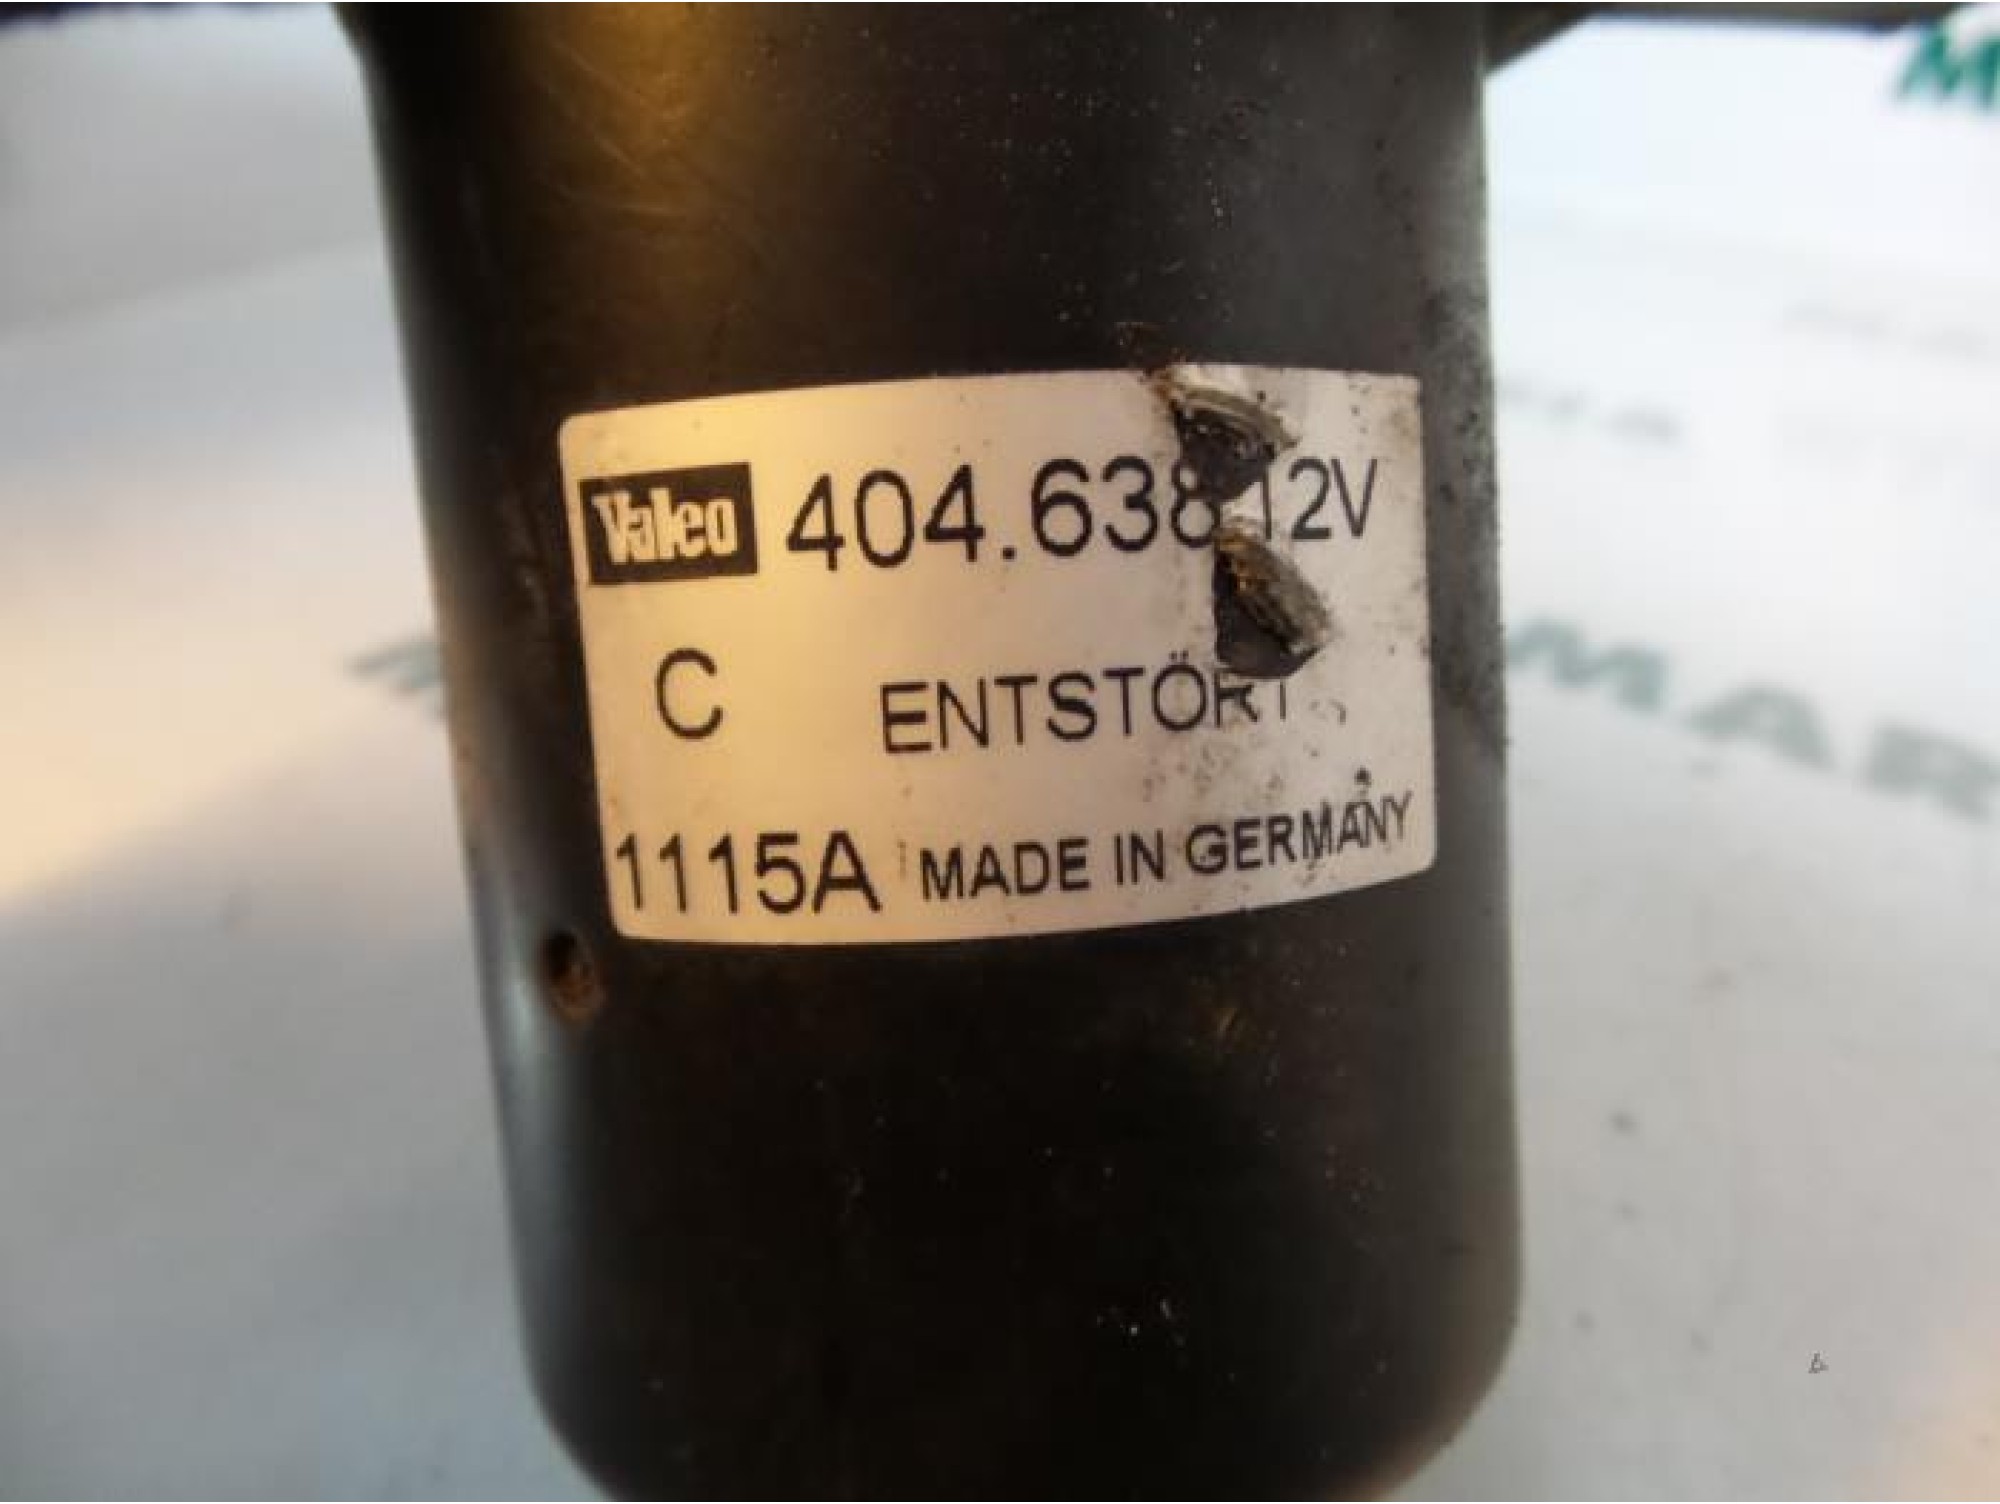 Valeo 404.638 12V
C ENTSTÖRT
1115A MADE IN GERMANY